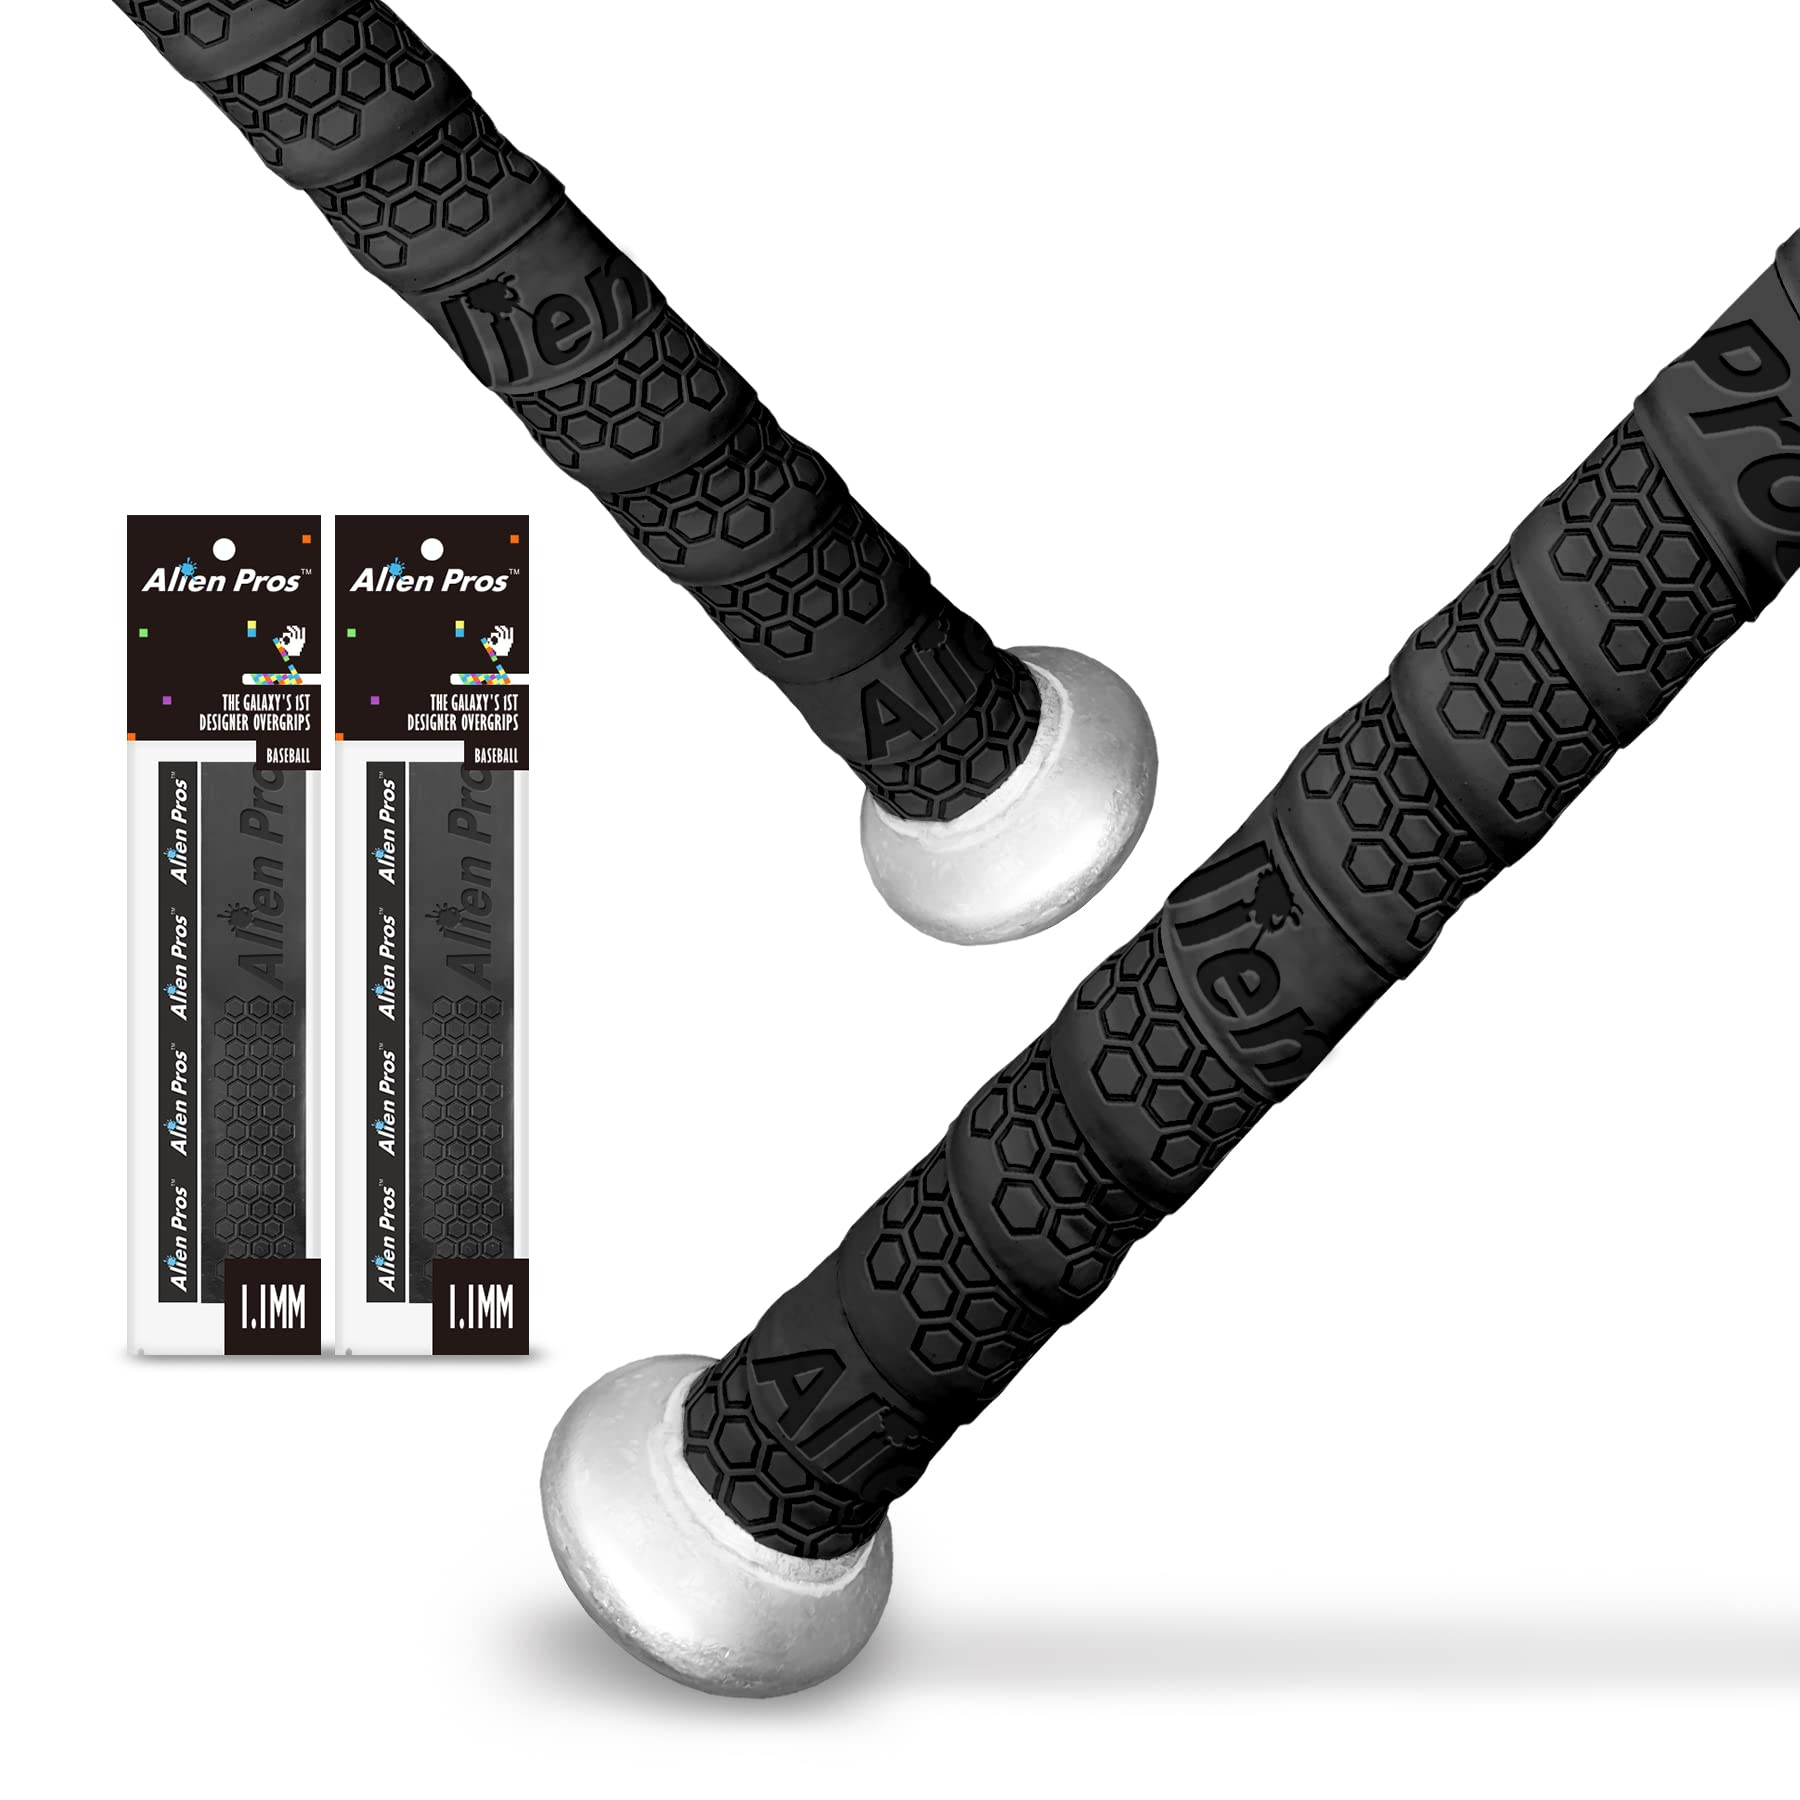 lien
Alie
Pro
lien
Alie
Alien Pros™
THE GALAXY'S 1ST
DESIGNER OVERGRIPS
BASEBALL
Alien Pros™
Alien Pros™
Alien Pros™
Alien Pros™
Alien Pro
1.1MM
Alien Pros™
THE GALAXY'S 1ST
DESIGNER OVERGRIPS
BASEBALL
Alien Pros™
Alien Pros™
Alien Pros™
Alien Pros™
Alien Pro
1.1MM